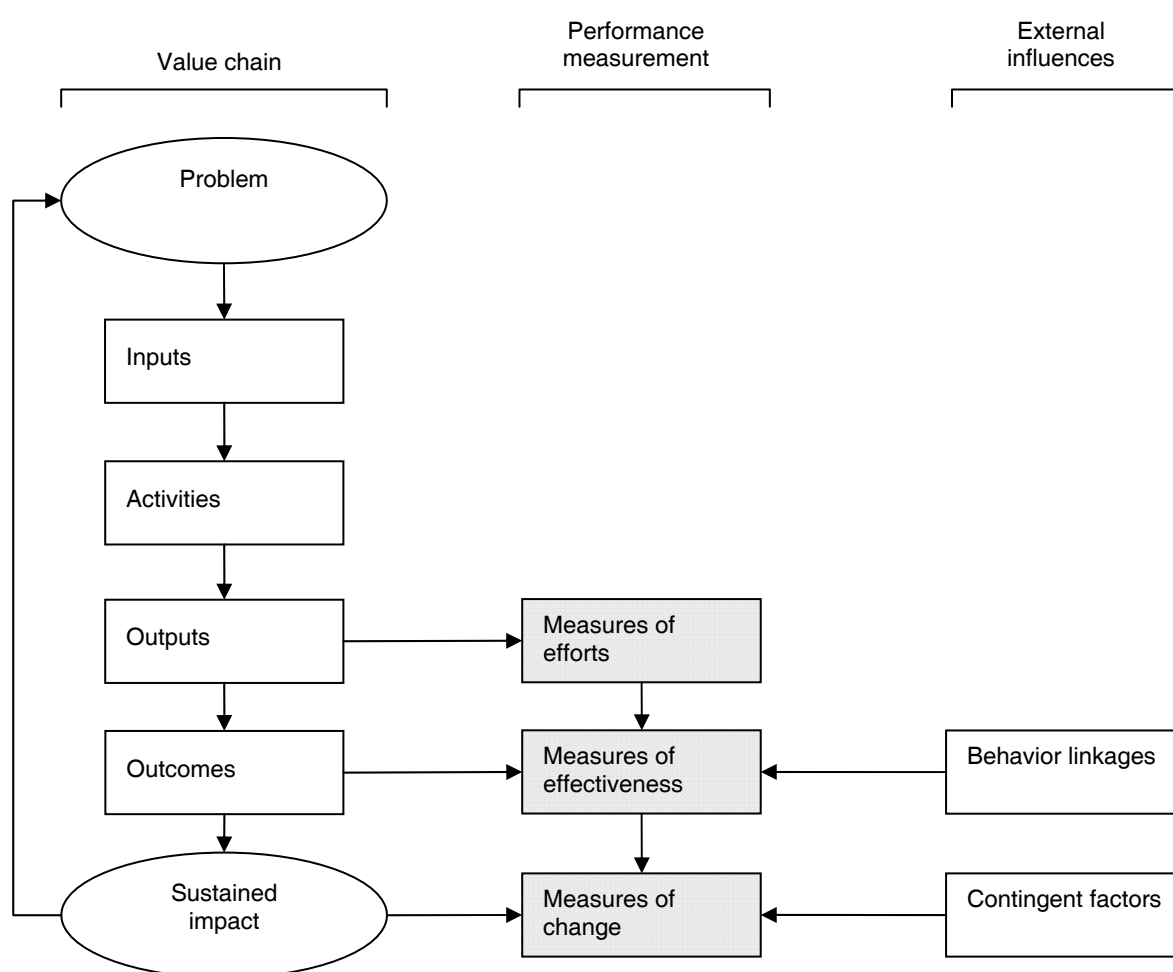 Value chain
Performance
measurement
External
influences
Problem
Inputs
Activities
Outputs
Measures of
efforts
Outcomes
Measures of
effectiveness
Behavior linkages
Sustained
impact
Measures of
change
Contingent factors